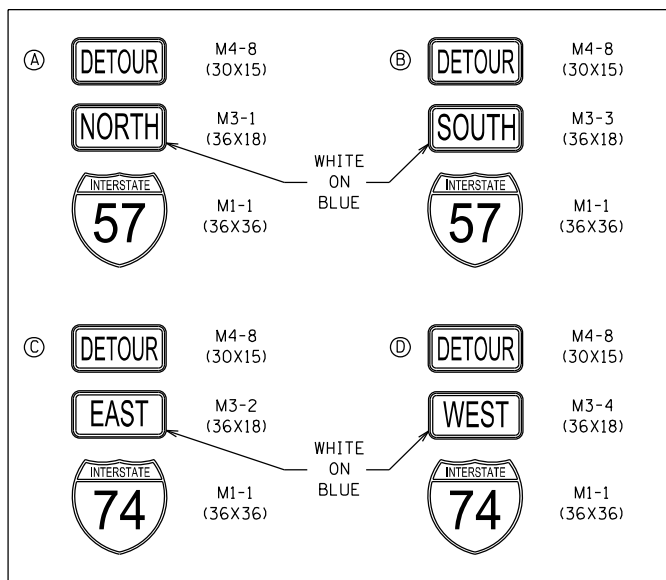 A
DETOUR
M4-8
(30X15)
NORTH
M3-1
(36X18)
INTERSTATE
57
M1-1
(36X36)
B
DETOUR
M4-8
(30X15)
SOUTH
M3-3
(36X18)
INTERSTATE
57
M1-1
(36X36)
WHITE
ON
BLUE
C
DETOUR
M4-8
(30X15)
EAST
M3-2
(36X18)
INTERSTATE
74
M1-1
(36X36)
D
DETOUR
M4-8
(30X15)
WEST
M3-4
(36X18)
INTERSTATE
74
M1-1
(36X36)
WHITE
ON
BLUE